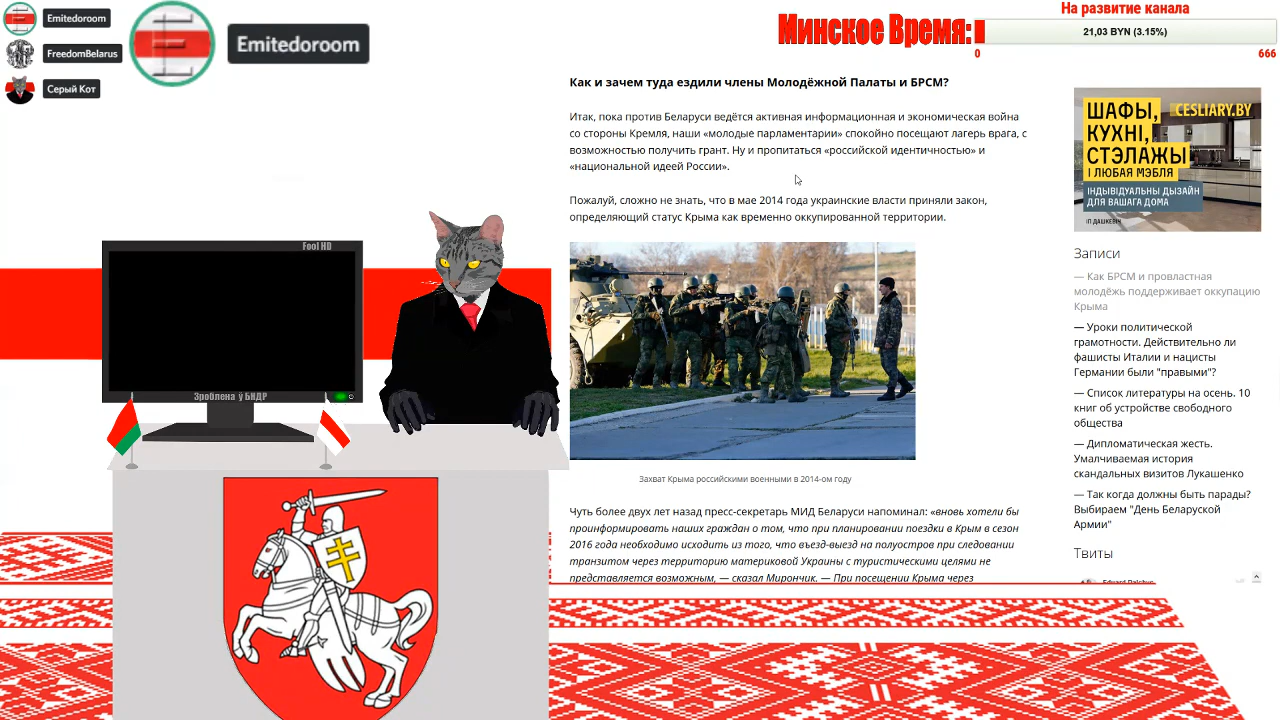 Emitedoroom
FreedomBelarus
Серый Кот
Emitedoroom
Минское Время:
На развитие канала
21,03 BYN (3.15%)
0
666
Как и зачем туда ездили члены Молодёжной Палаты и БРСМ?
Итак, пока против Беларуси ведётся активная информационная и экономическая война
со стороны Кремля, наши «молодые парламентарии» спокойно посещают лагерь врага, с
возможностью получить грант. Ну и пропитаться «российской идентичностью» и
«национальной идеей России».
Пожалуй, сложно не знать, что в мае 2014 года украинские власти приняли закон,
определяющий статус Крыма как временно оккупированной территории.
Захват Крыма российскими военными в 2014-ом году
Чуть более двух лет назад пресс-секретарь МИД Беларуси напоминал: «вновь хотели бы
проинформировать наших граждан о том, что при планировании поездки в Крым в сезон
2016 года необходимо исходить из того, что въезд-выезд на полуостров при следовании
транзитом через территорию материковой Украины с туристическими целями не
представляется возможным, — сказал Мирончик. — При посещении Крыма через
ШАФЫ,
CESLIARY.BY
КУХНІ,
СТЭЛАЖЫ
І ЛЮБАЯ МЭБЛЯ
ІНДЫВІДУАЛЬНЫ ДЫЗАЙН
ДЛЯ ВАШАГА ДОМА
ІП ДАШКЕВІЧ
Записи
— Как БРСМ и провластная
молодёжь поддерживает оккупацию
Крыма
— Уроки политической
грамотности. Действительно ли
фашисты Италии и нацисты
Германии были "правыми"?
— Список литературы на осень. 10
книг об устройстве свободного
общества
— Дипломатическая жесть.
Умалчиваемая история
скандальных визитов Лукашенко
— Так когда должны быть парады?
Выбираем "День Беларуской
Армии"
Твиты
Fool HD
Зроблена ў БНДР